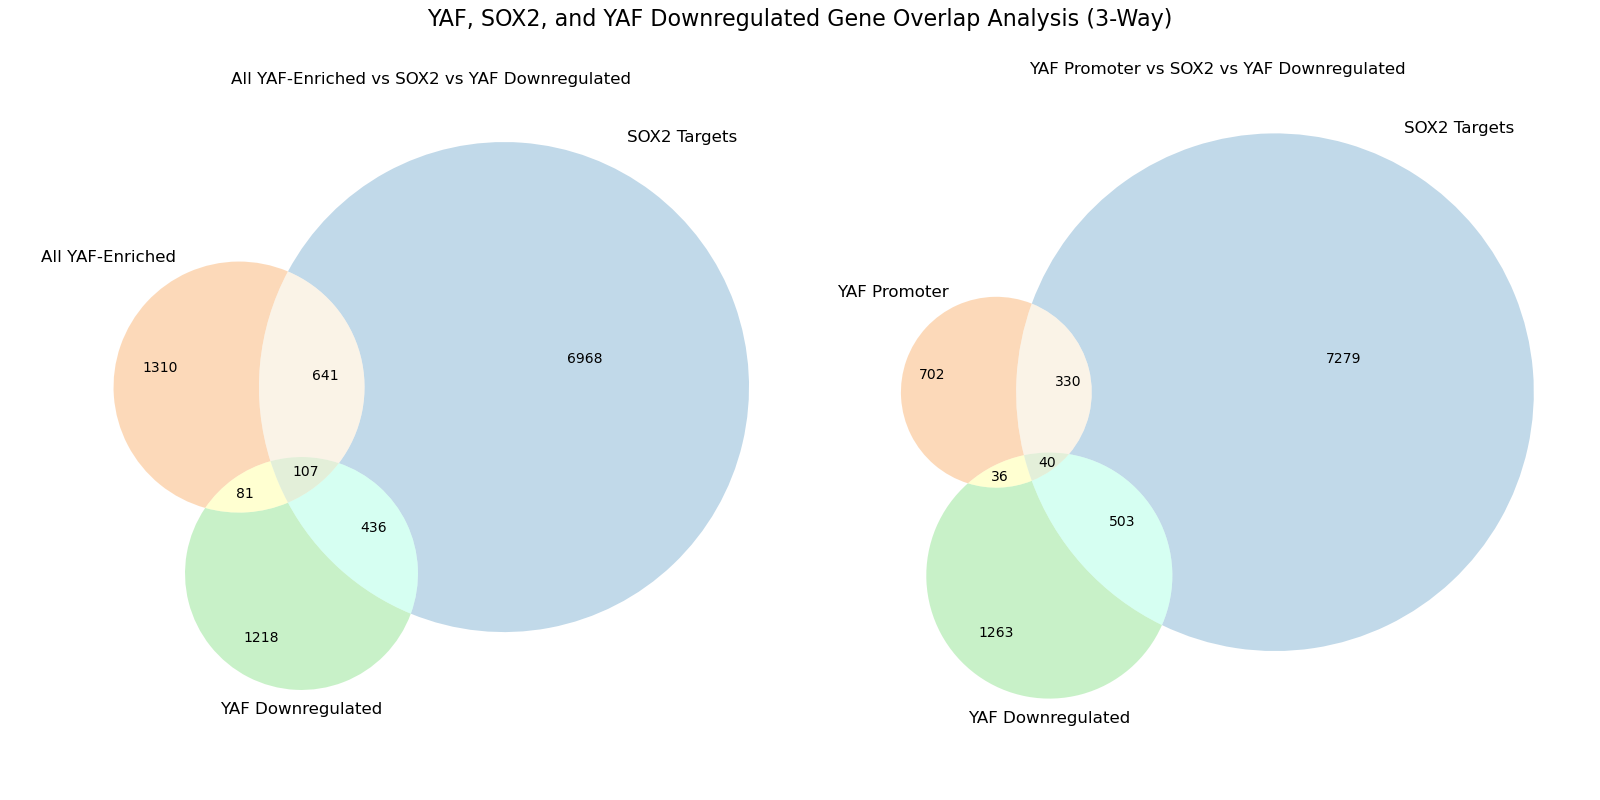 YAF, SOX2, and YAF Downregulated Gene Overlap Analysis (3-Way)
All YAF-Enriched vs SOX2 vs YAF Downregulated
SOX2 Targets
All YAF-Enriched
1310
641
6968
107
81
436
1218
YAF Downregulated
YAF Promoter vs SOX2 vs YAF Downregulated
SOX2 Targets
YAF Promoter
702
330
7279
40
36
503
1263
YAF Downregulated